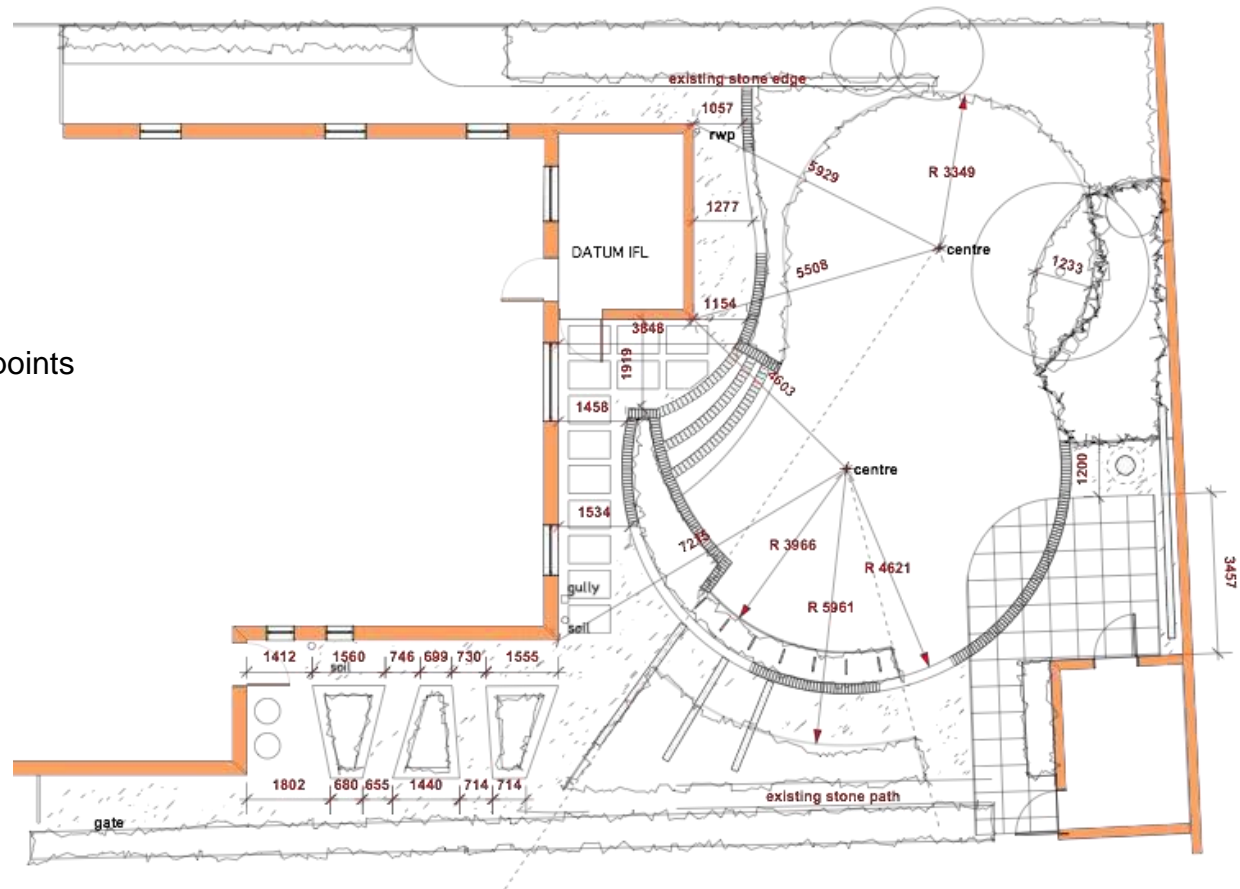 existing stone edge
1057
rwp
5929
R 3349
1277
DATUM IFL
centre
5508
1233
1154
3848
points
1919
4603
1458
centre
1200
1534
R 3966
R 4621
3457
gully
R 5961
soil
1412 1560 746 699 730 1555
soil
1802 680 655 1440 714 714
existing stone path
gate